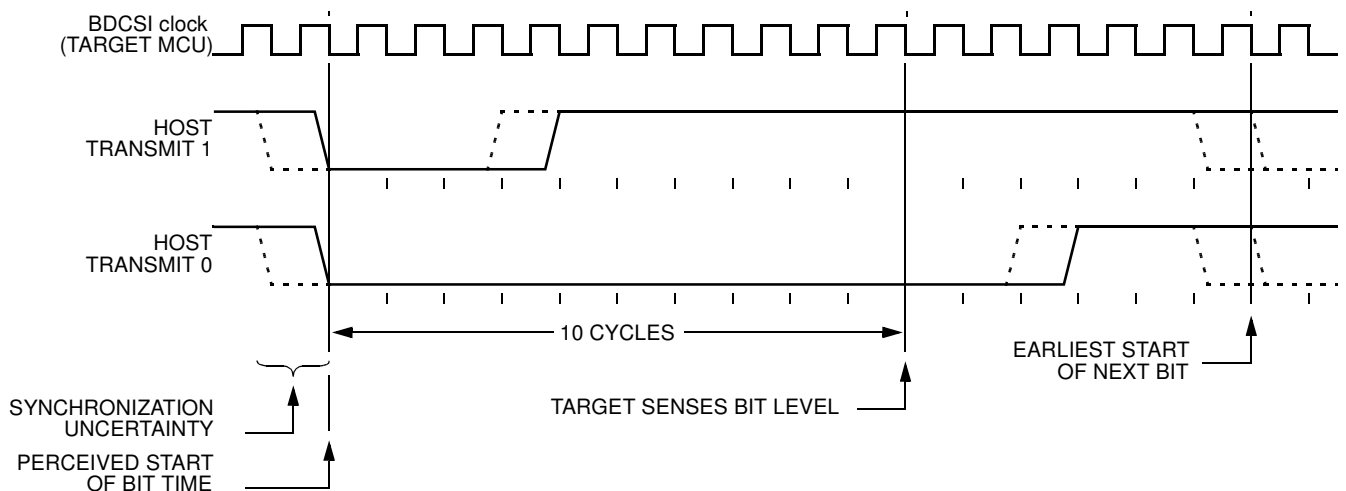 BDCSI clock
(TARGET MCU)
HOST
TRANSMIT 1
HOST
TRANSMIT 0
10 CYCLES
EARLIEST START
OF NEXT BIT
TARGET SENSES BIT LEVEL
SYNCHRONIZATION
UNCERTAINTY
PERCEIVED START
OF BIT TIME